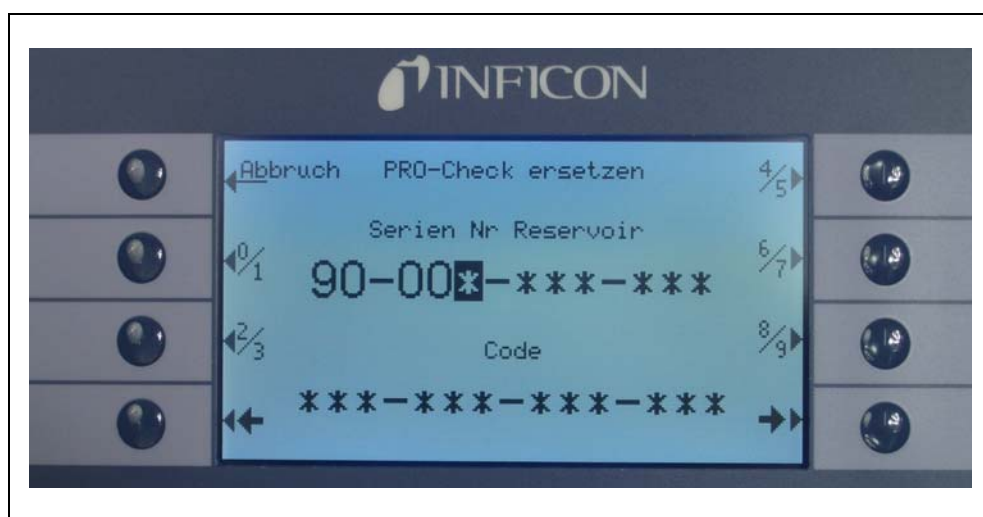 INFICON
Abbruch PRO-Check ersetzen 4/5
Serien Nr Reservoir
0/1 90-00*-***-*** 6/7
2/3 Code 8/9
***-***-***-***